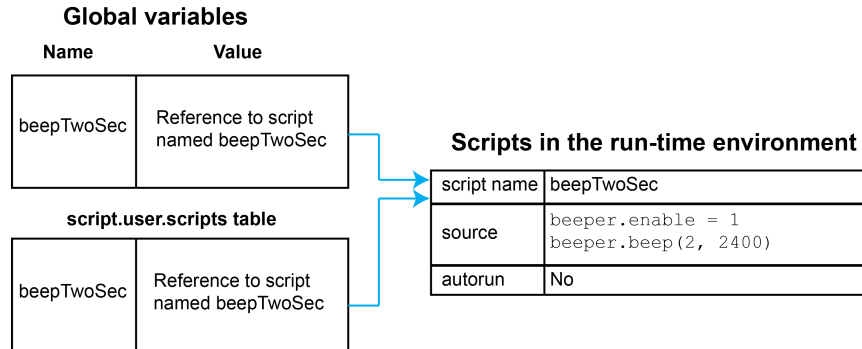 Global variables
Name Value
beepTwoSec
Reference to script
named beepTwoSec
script.user.scripts table
beepTwoSec
Reference to script
named beepTwoSec
Scripts in the run-time environment
script name beepTwoSec
source
beeper.enable = 1
beeper.beep(2, 2400)
autorun No